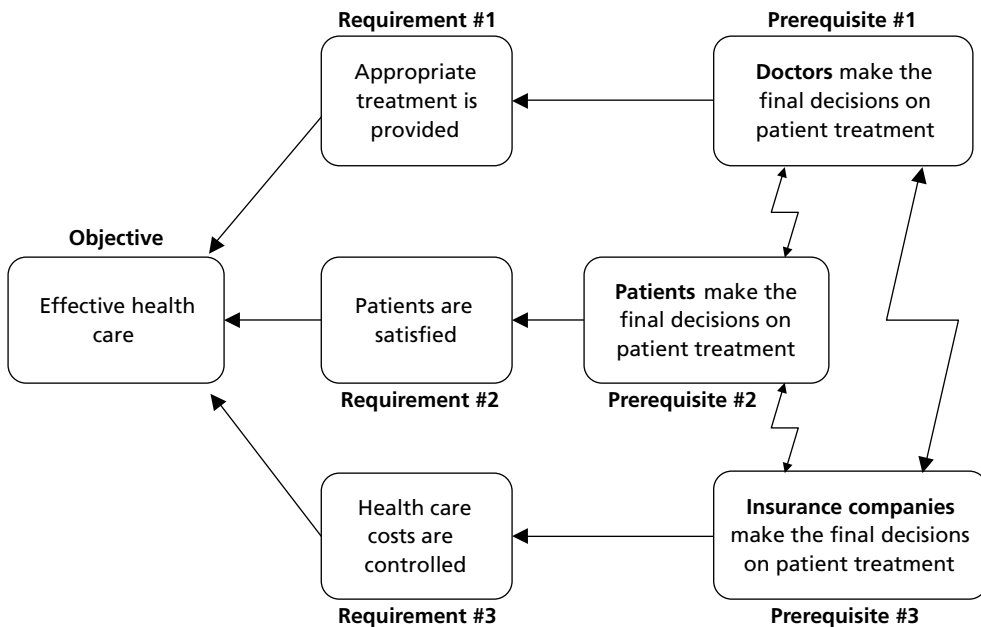 Requirement #1
Appropriate
treatment is
provided
Prerequisite #1
Doctors make the
final decisions on
patient treatment
Objective
Effective health
care
Patients are
satisfied
Requirement #2
Patients make the
final decisions on
patient treatment
Prerequisite #2
Health care
costs are
controlled
Requirement #3
Insurance companies
make the final decisions
on patient treatment
Prerequisite #3